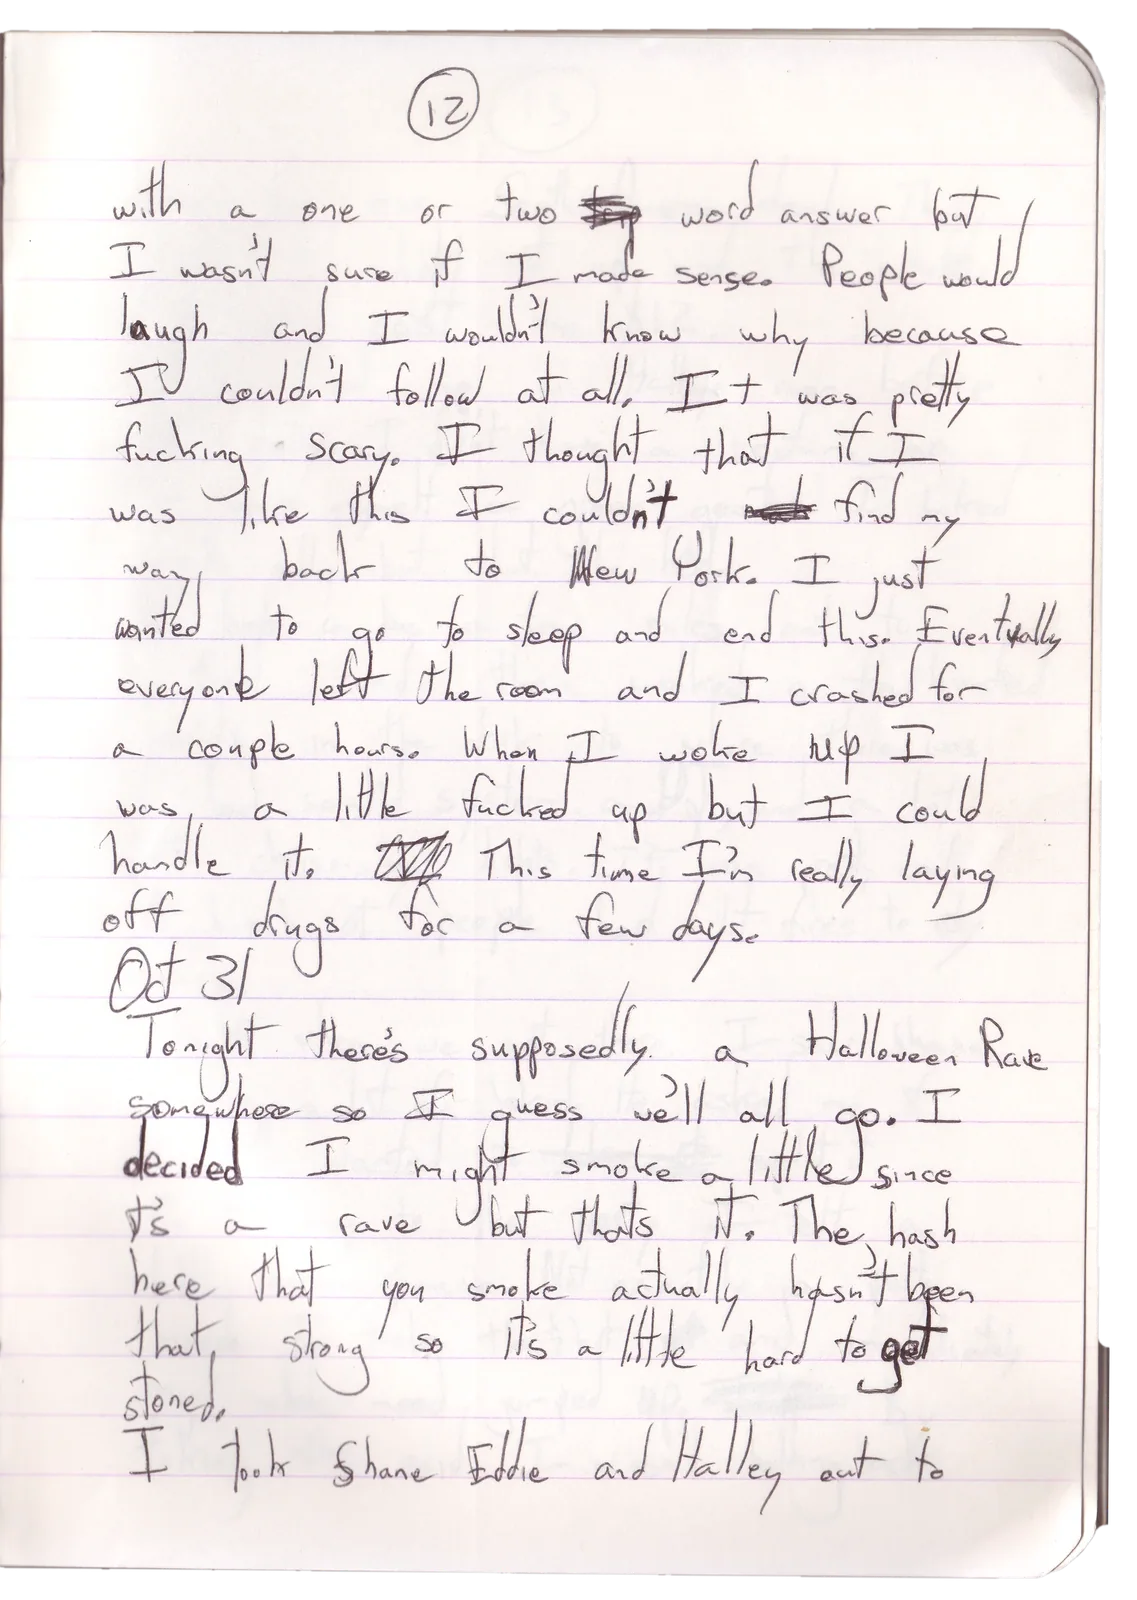 12
with a one or two word answer but
I wasn't sure if I made sense. People would
laugh and I wouldn't know why because
I couldn't follow at all. It was pretty
fucking scary. I thought that if I
was like this I couldn't find my
way back to New York. I just
wanted to go to sleep and end this. Eventually
everyone left the room and I crashed for
a couple hours. When I woke up I
was a little fucked up but I could
handle it. This time I'm really laying
off drugs for a few days.
Oct 31
Tonight there's supposedly a Halloween Rave
somewhere so I guess we'll all go. I
decided I might smoke a little since
it's a rave but thats it. The hash
here that you smoke actually hasn't been
that strong so it's a little hard to get
stoned.
I took Shane Eddie and Halley out to